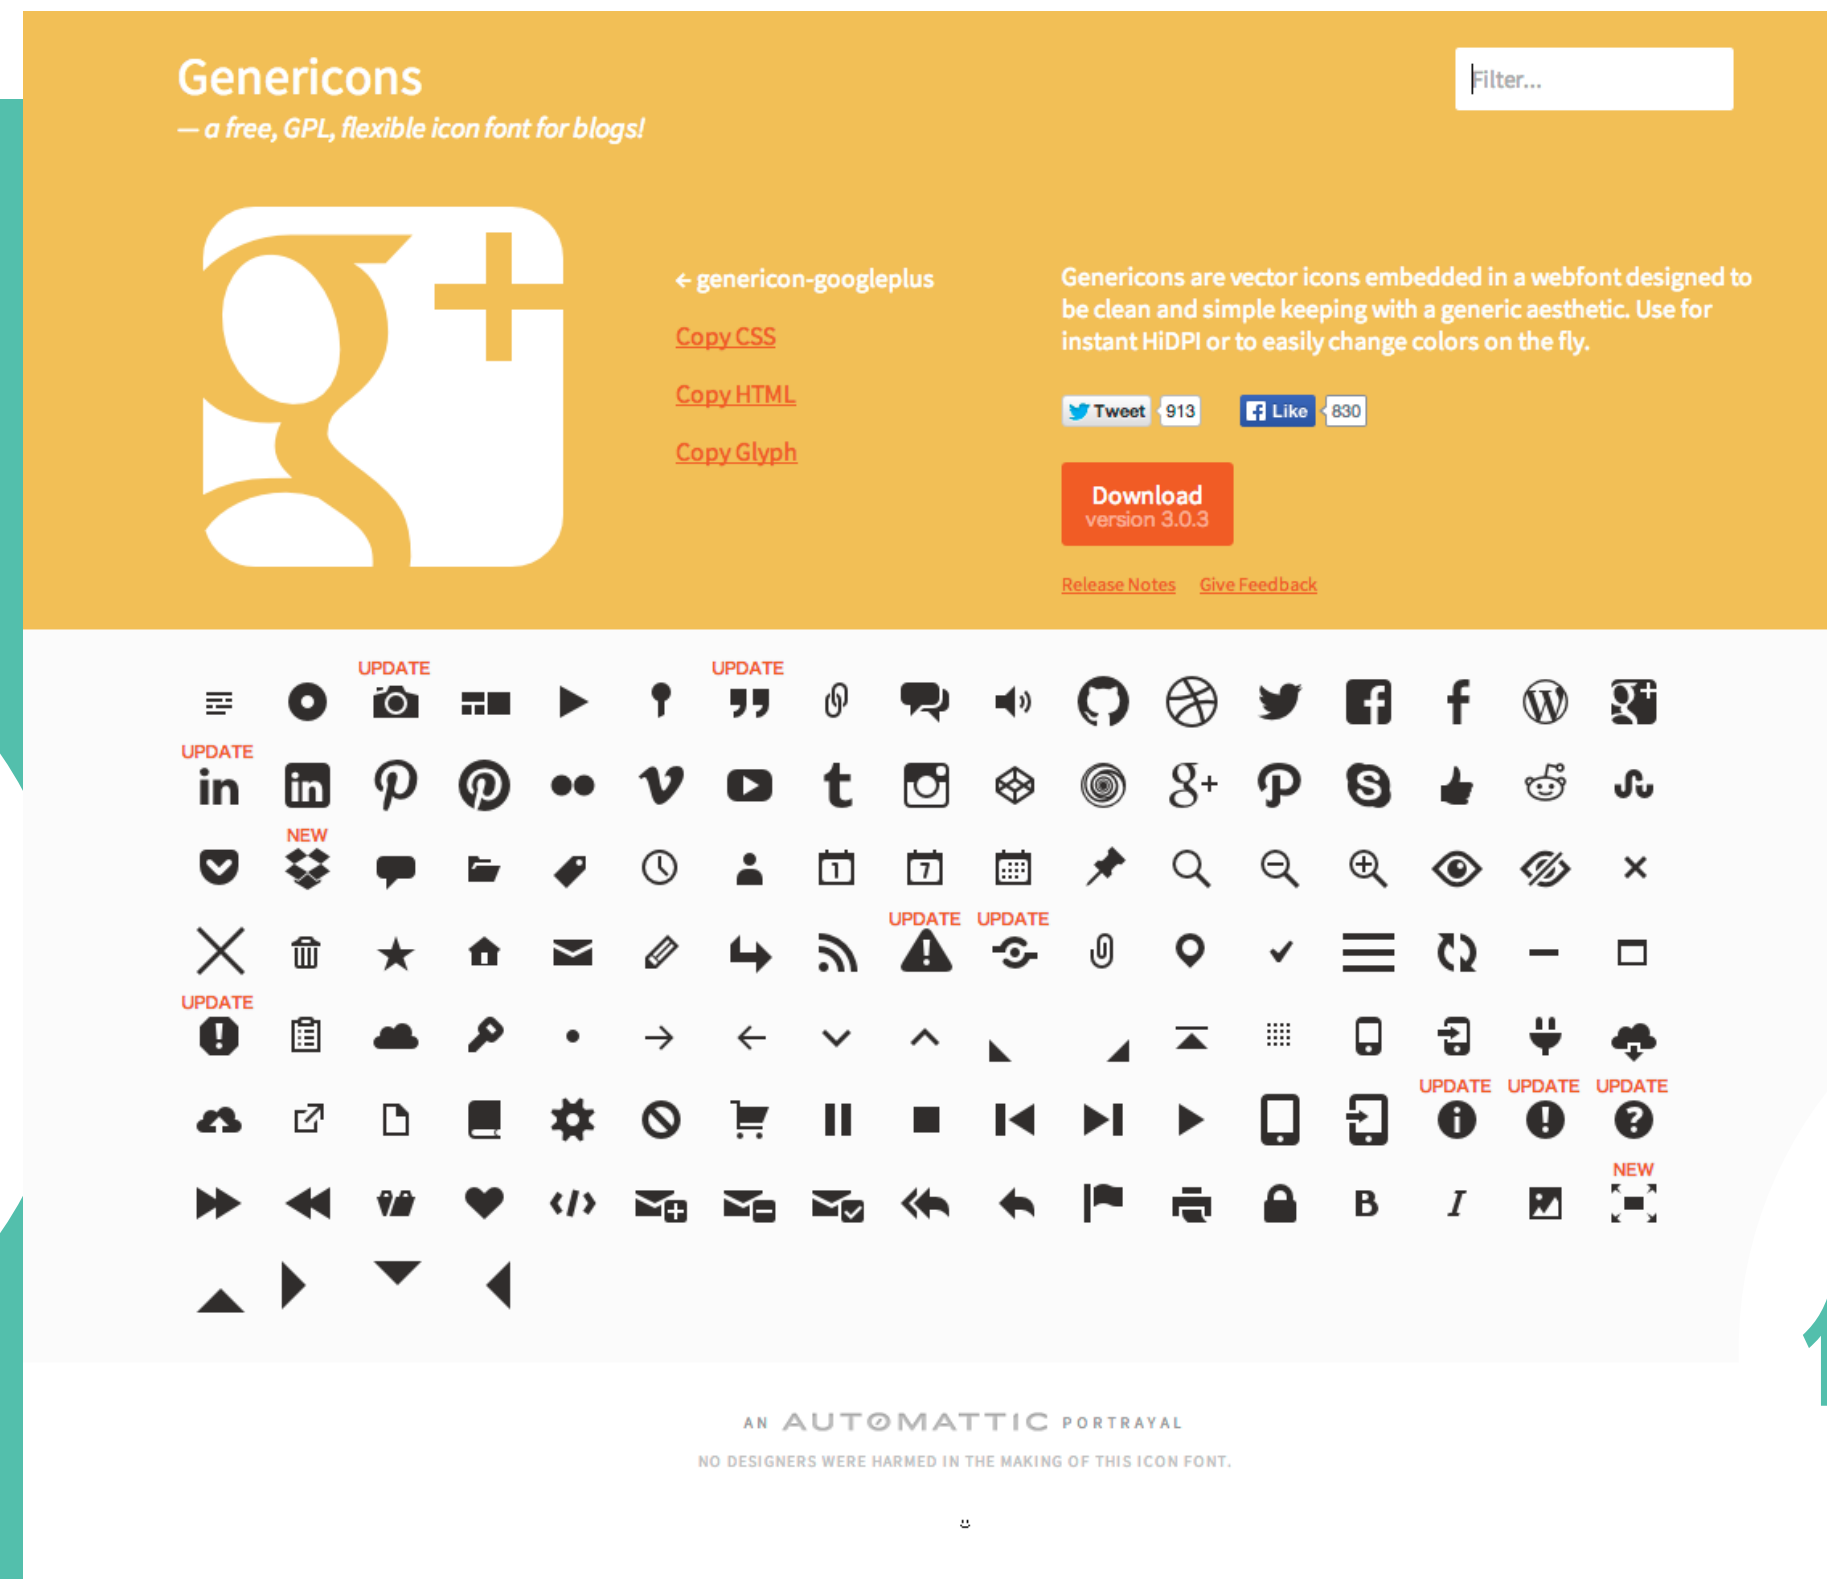 Genericons
Filter...
— a free, GPL, flexible icon font for blogs!
← genericon-googleplus
Copy CSS
Copy HTML
Copy Glyph
Genericons are vector icons embedded in a webfont designed to
be clean and simple keeping with a generic aesthetic. Use for
instant HiDPI or to easily change colors on the fly.
Tweet 913 Like 830
Download
version 3.0.3
Release Notes Give Feedback
UPDATE UPDATE
UPDATE
NEW
UPDATE UPDATE
UPDATE
UPDATE UPDATE UPDATE
NEW
AN AUTOMATTIC PORTRAYAL
NO DESIGNERS WERE HARMED IN THE MAKING OF THIS ICON FONT.